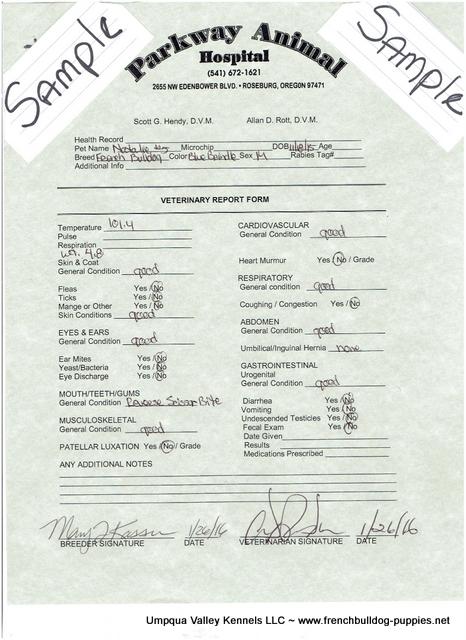 SAMPLE
SAMPLE
Parkway Animal
Hospital
(541) 672-1621
2655 NW EDENBOWER BLVD. • ROSEBURG, OREGON 97471
Scott G. Hendy, D.V.M. Allan D. Rott, D.V.M.
Health Record
Pet Name Microchip DOB Age
Breed French Bulldog Color Blue Brindle Sex M Rabies Tag#
Additional Info
VETERINARY REPORT FORM
Temperature 101.4
Pulse
Respiration
wt. 4.8
Skin & Coat
General Condition good
Fleas Yes / No
Ticks Yes / No
Mange or Other Yes / No
Skin Conditions good
EYES & EARS
General Condition good
Ear Mites Yes / No
Yeast/Bacteria Yes / No
Eye Discharge Yes / No
MOUTH/TEETH/GUMS
General Condition Reverse Scissor Bite
MUSCULOSKELETAL
General Condition good
PATELLAR LUXATION Yes / No / Grade
ANY ADDITIONAL NOTES
CARDIOVASCULAR
General Condition good
Heart Murmur Yes / No / Grade
RESPIRATORY
General condition good
Coughing / Congestion Yes / No
ABDOMEN
General Condition good
Umbilical/Inguinal Hernia none
GASTROINTESTINAL
Urogenital
General Condition good
Diarrhea Yes / No
Vomiting Yes / No
Undescended Testicles Yes / No
Fecal Exam Yes / No
Date Given
Results
Medications Prescribed
1/26/16 1/26/16
BREEDER SIGNATURE DATE VETERINARIAN SIGNATURE DATE
Umpqua Valley Kennels LLC ~ www.frenchbulldog-puppies.net